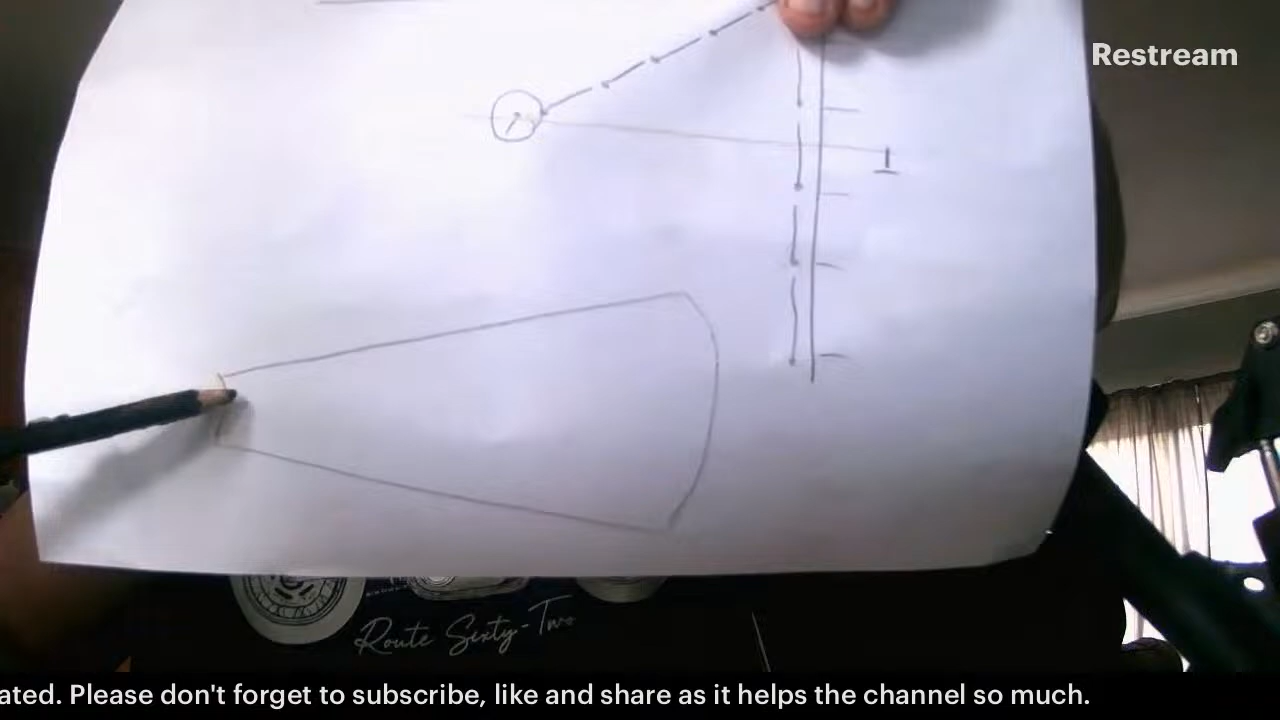 Restream
Route Sixty-Two
ated. Please don't forget to subscribe, like and share as it helps the channel so much.